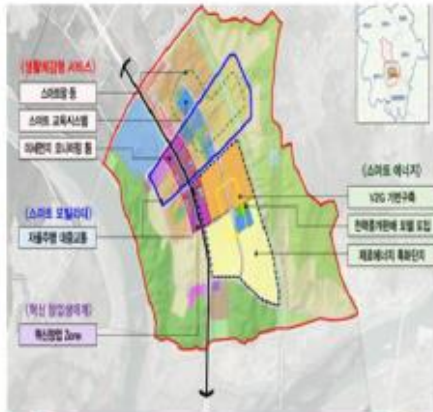 (생활체감형 서비스)
스마트팜 등
스마트 교육시스템
미세먼지 모니터링 등
(스마트 모빌리티)
자율주행 대중교통
(혁신 창업생태계)
혁신창업 Zone
(스마트 에너지)
V2G 기반구축
전력중개판매 모델 도입
제로에너지 특화단지